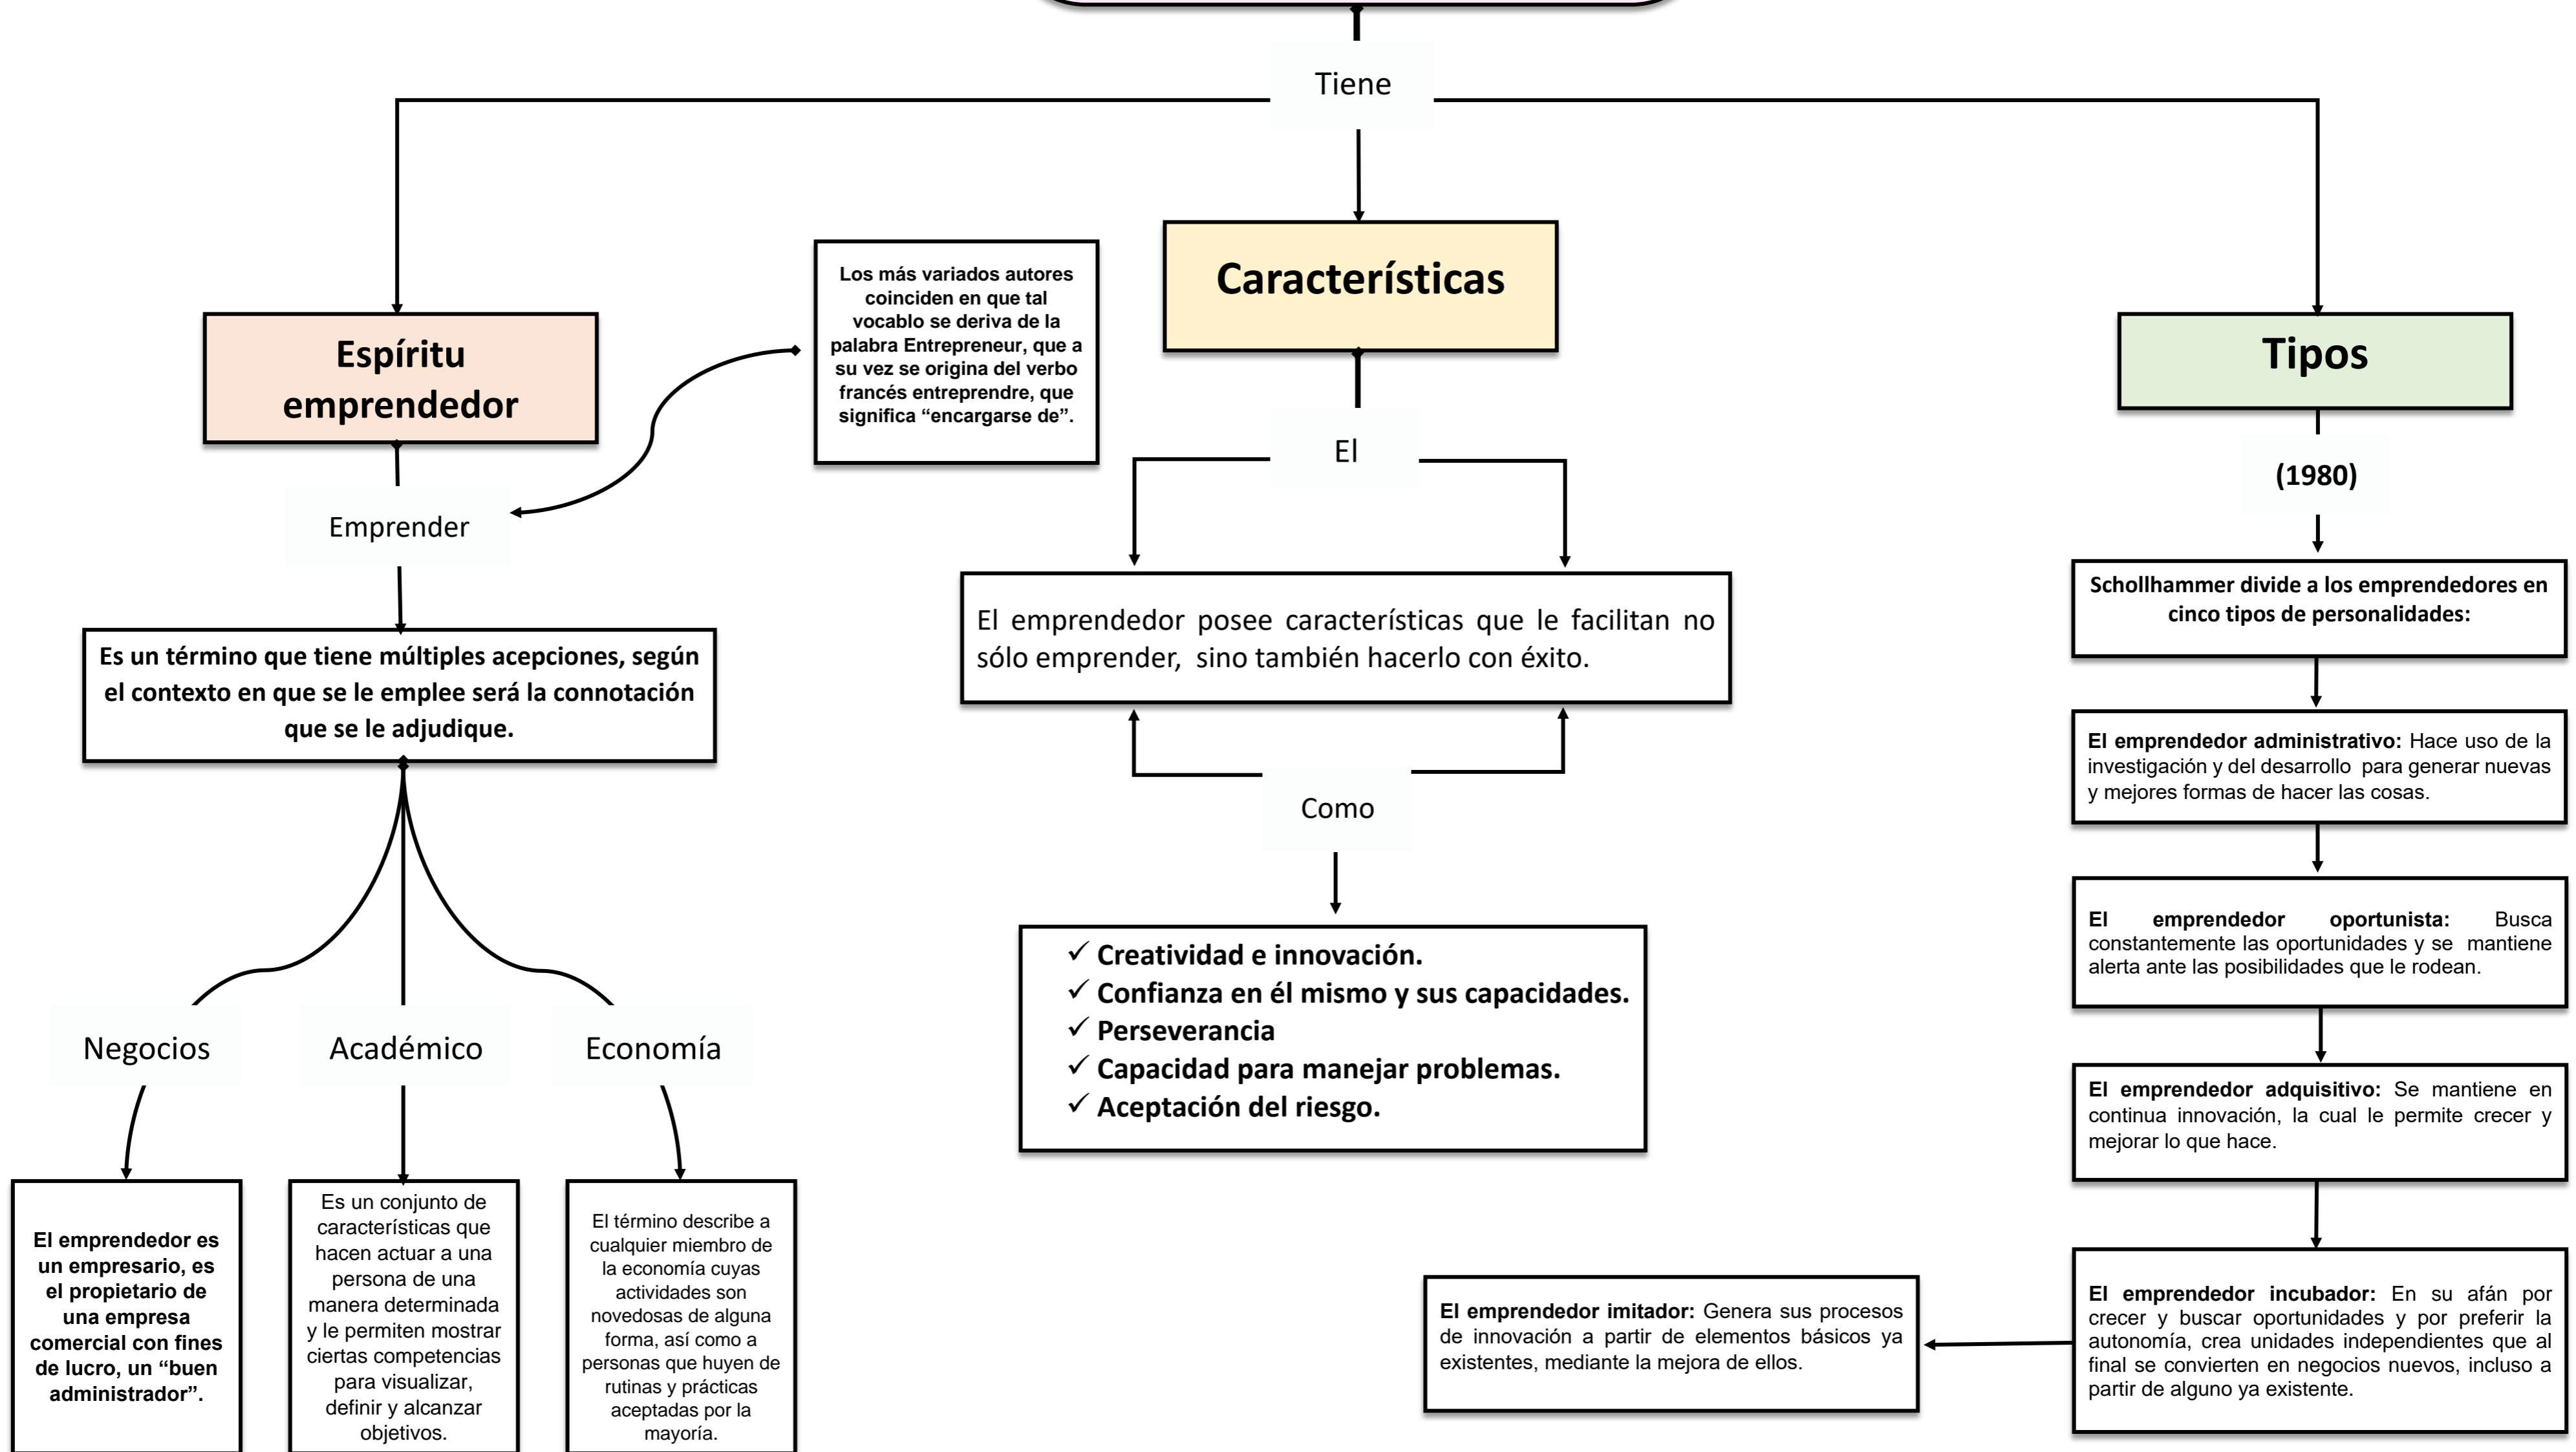 Tiene
Espíritu
emprendedor
Emprender
Los más variados autores
coinciden en que tal
vocablo se deriva de la
palabra Entrepreneur, que a
su vez se origina del verbo
francés entreprendre, que
significa “encargarse de”.
Es un término que tiene múltiples acepciones, según
el contexto en que se le emplee será la connotación
que se le adjudique.
Negocios
Académico
Economía
El emprendedor es
un empresario, es
el propietario de
una empresa
comercial con fines
de lucro, un “buen
administrador”.
Es un conjunto de
características que
hacen actuar a una
persona de una
manera determinada
y le permiten mostrar
ciertas competencias
para visualizar,
definir y alcanzar
objetivos.
El término describe a
cualquier miembro de
la economía cuyas
actividades son
novedosas de alguna
forma, así como a
personas que huyen de
rutinas y prácticas
aceptadas por la
mayoría.
Características
El
El emprendedor posee características que le facilitan no
sólo emprender, sino también hacerlo con éxito.
Como
✓ Creatividad e innovación.
✓ Confianza en él mismo y sus capacidades.
✓ Perseverancia
✓ Capacidad para manejar problemas.
✓ Aceptación del riesgo.
Tipos
(1980)
Schollhammer divide a los emprendedores en
cinco tipos de personalidades:
El emprendedor administrativo: Hace uso de la
investigación y del desarrollo para generar nuevas
y mejores formas de hacer las cosas.
El emprendedor oportunista: Busca
constantemente las oportunidades y se mantiene
alerta ante las posibilidades que le rodean.
El emprendedor adquisitivo: Se mantiene en
continua innovación, la cual le permite crecer y
mejorar lo que hace.
El emprendedor incubador: En su afán por
crecer y buscar oportunidades y por preferir la
autonomía, crea unidades independientes que al
final se convierten en negocios nuevos, incluso a
partir de alguno ya existente.
El emprendedor imitador: Genera sus procesos
de innovación a partir de elementos básicos ya
existentes, mediante la mejora de ellos.